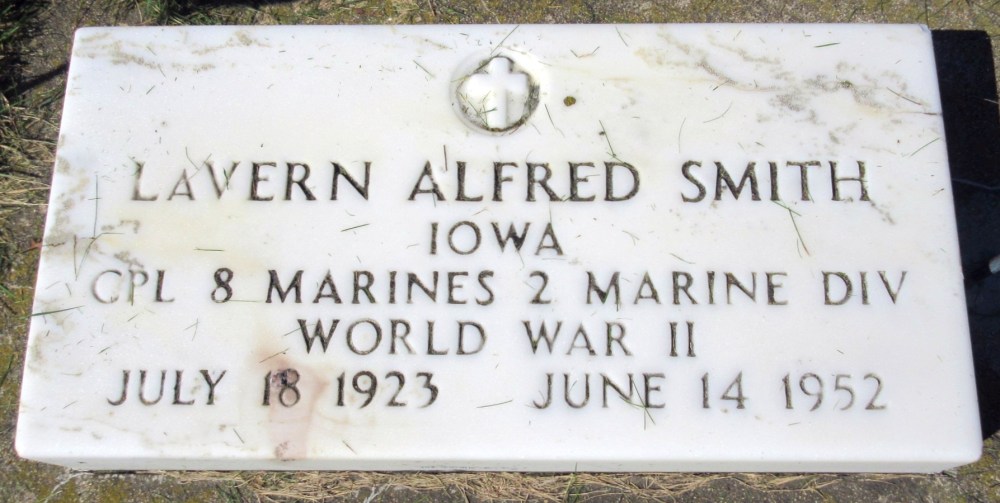 LAVERN ALFRED SMITH
IOWA
CPL 8 MARINES 2 MARINE DIV
WORLD WAR II
JULY 18 1923 JUNE 14 1952